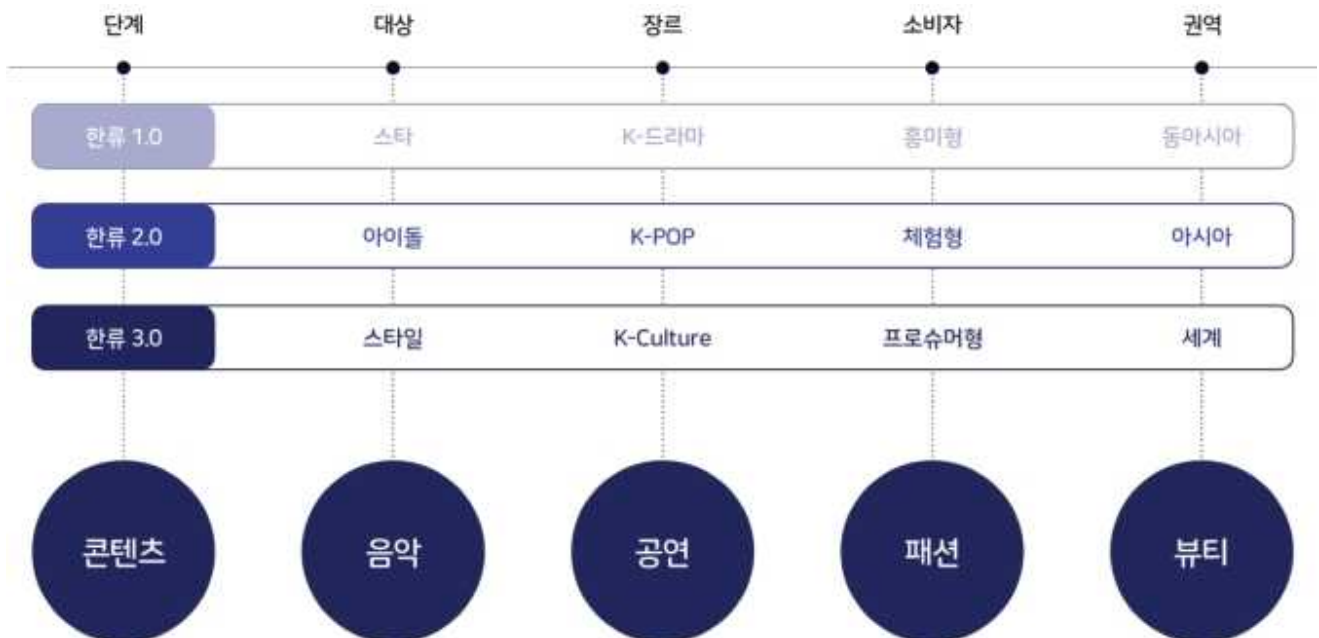 단계 대상 장르 소비자 권역
한류 1.0 스타 K-드라마 흥미형 동아시아
한류 2.0 아이돌 K-POP 체험형 아시아
한류 3.0 스타일 K-Culture 프로슈머형 세계
콘텐츠 음악 공연 패션 뷰티